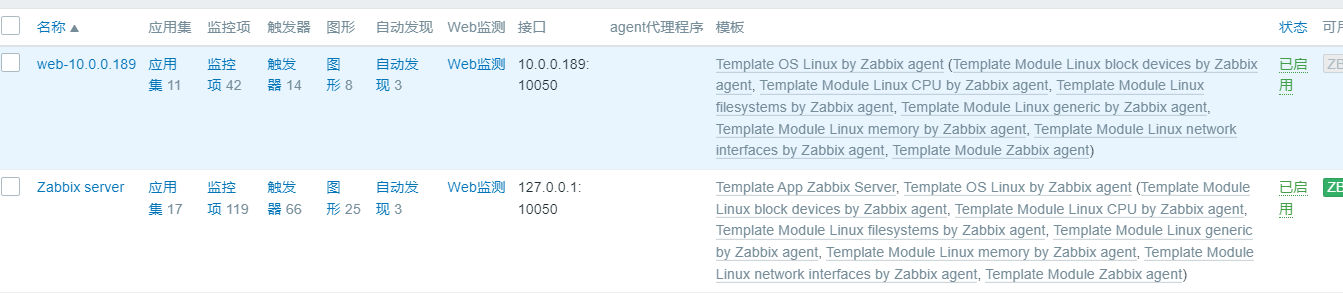 名称▲ 应用集 监控项 触发器 图形 自动发现 Web监测 接口 agent代理程序 模板 状态 可用
web-10.0.0.189 应用 监控 触发 图 自动发 Web监测 10.0.0.189: Template OS Linux by Zabbix agent (Template Module Linux block devices by Zabbix 已启 ZB
集 11 项 42 器 14 形 8 现 3 10050 agent, Template Module Linux CPU by Zabbix agent, Template Module Linux 用
filesystems by Zabbix agent, Template Module Linux generic by Zabbix agent,
Template Module Linux memory by Zabbix agent, Template Module Linux network
interfaces by Zabbix agent, Template Module Zabbix agent)
Zabbix server 应用 监控 触发 图 自动发 Web监测 127.0.0.1: Template App Zabbix Server, Template OS Linux by Zabbix agent (Template Module 已启 ZB
集 17 项 119 器 66 形 25 现 3 10050 Linux block devices by Zabbix agent, Template Module Linux CPU by Zabbix agent, 用
Template Module Linux filesystems by Zabbix agent, Template Module Linux generic
by Zabbix agent, Template Module Linux memory by Zabbix agent, Template Module
Linux network interfaces by Zabbix agent, Template Module Zabbix agent)